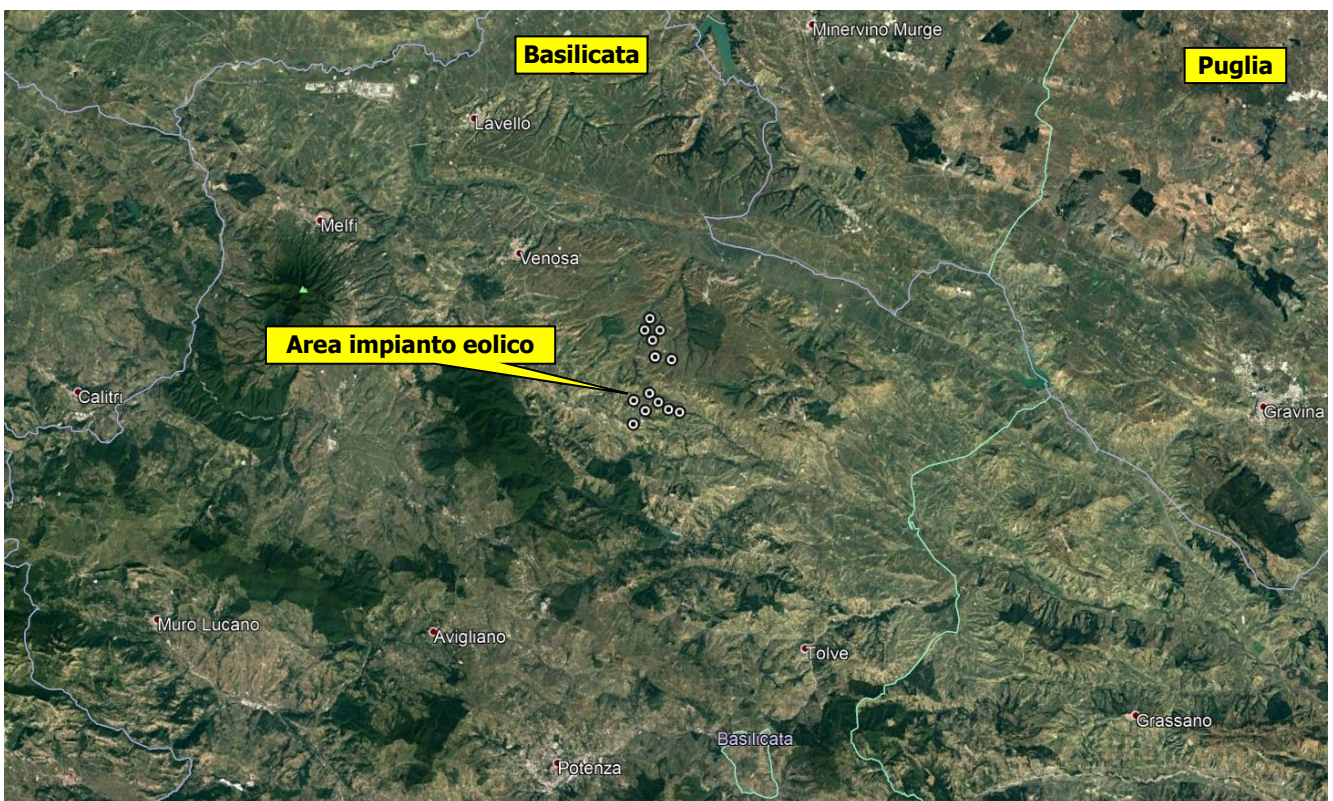 Minervino Murge
Basilicata
Puglia
Lavello
Melfi
Venosa
Area impianto eolico
Calitri
Gravina
Muro Lucano
Avigliano
Tolve
Grassano
Basilicata
Potenza